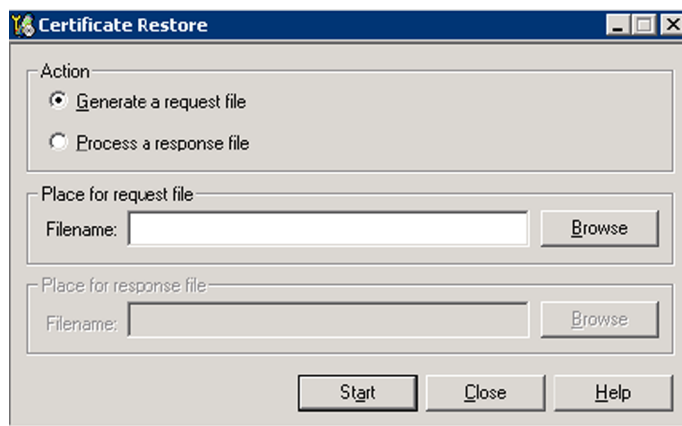 Certificate Restore
Action
Generate a request file
Process a response file
Place for request file
Filename:
Browse
Place for response file
Filename:
Browse
Start
Close
Help